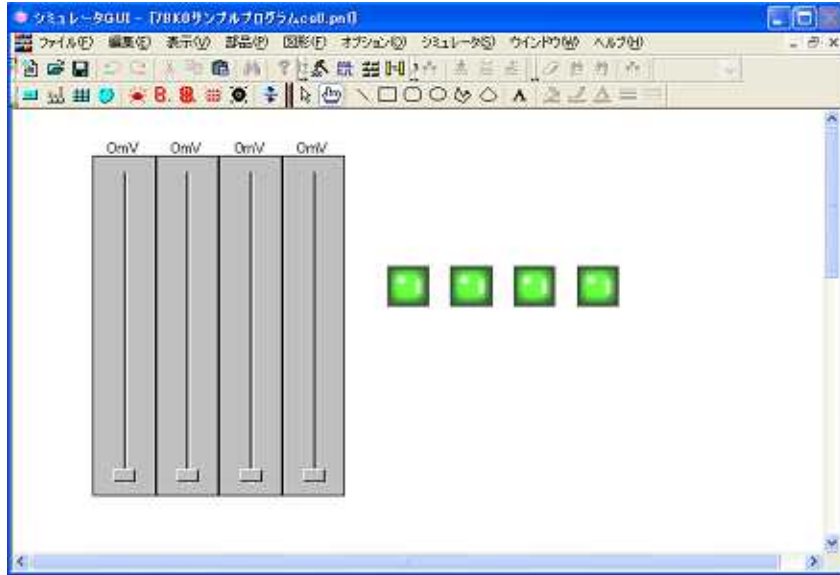 シミュレータGUI - [78K0サンプルプログラムcs0.pnl]
ファイル(F) 編集(E) 表示(V) 部品(P) 図形(F) オプション(O) シミュレータ(S) ウインドウ(W) ヘルプ(H)
0mV 0mV 0mV 0mV